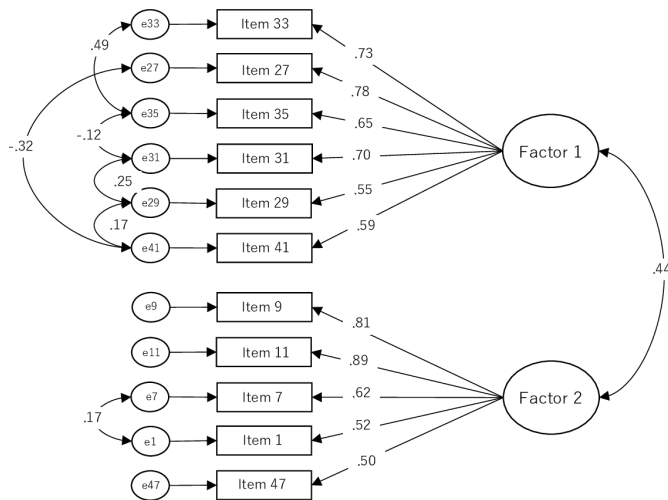 e33
Item 33
.73
.49
e27
Item 27
.78
e35
Item 35
.65
-.12
-.32
e31
Item 31
.70
Factor 1
.25
e29
Item 29
.55
.17
e41
Item 41
.59
.44
e9
Item 9
.81
e11
Item 11
.89
e7
Item 7
.62
Factor 2
.17
e1
Item 1
.52
e47
Item 47
.50